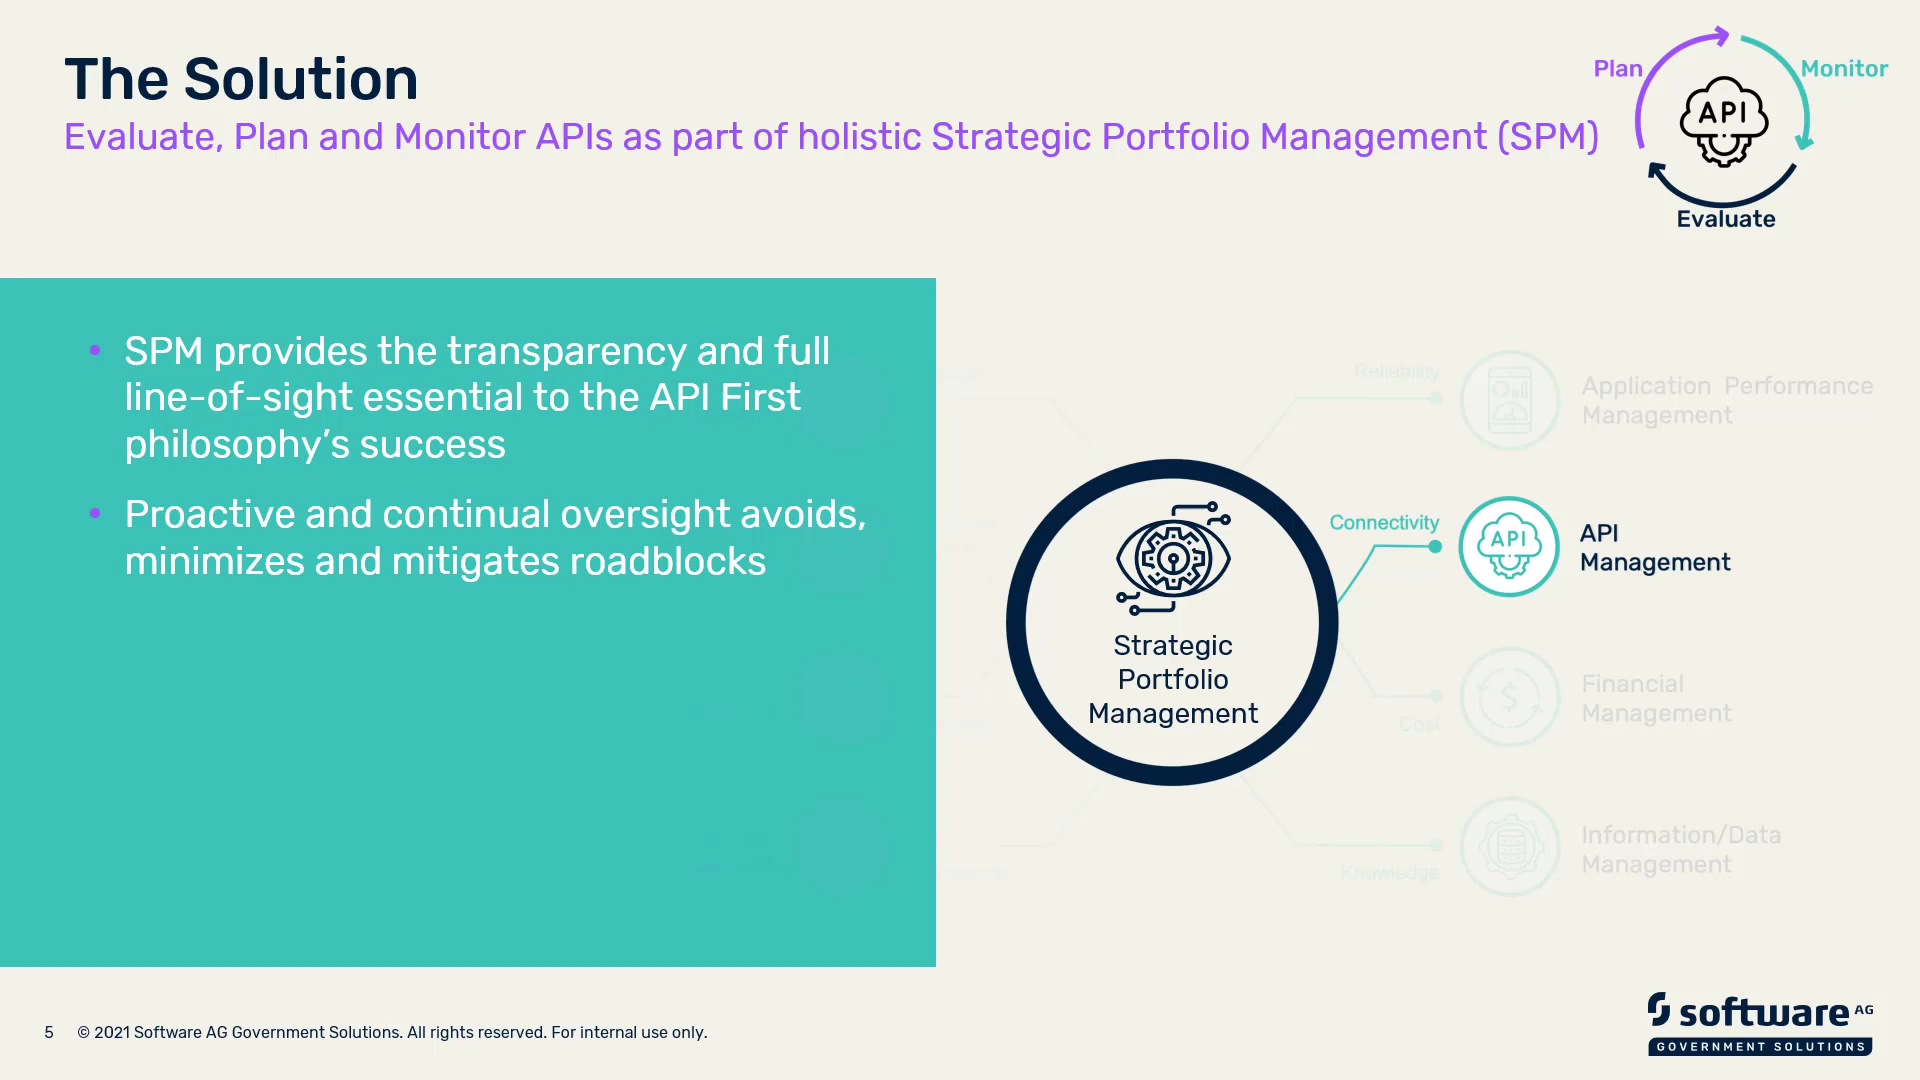 The Solution
Evaluate, Plan and Monitor APIs as part of holistic Strategic Portfolio Management (SPM)
Plan
Monitor
API
Evaluate
• SPM provides the transparency and full
line-of-sight essential to the API First
philosophy’s success
• Proactive and continual oversight avoids,
minimizes and mitigates roadblocks
Strategic
Portfolio
Management
Reliability
Application Performance
Management
Connectivity
API
API
Management
Cost
$
Financial
Management
Knowledge
Information/Data
Management
5 © 2021 Software AG Government Solutions. All rights reserved. For internal use only.
software AG
GOVERNMENT SOLUTIONS